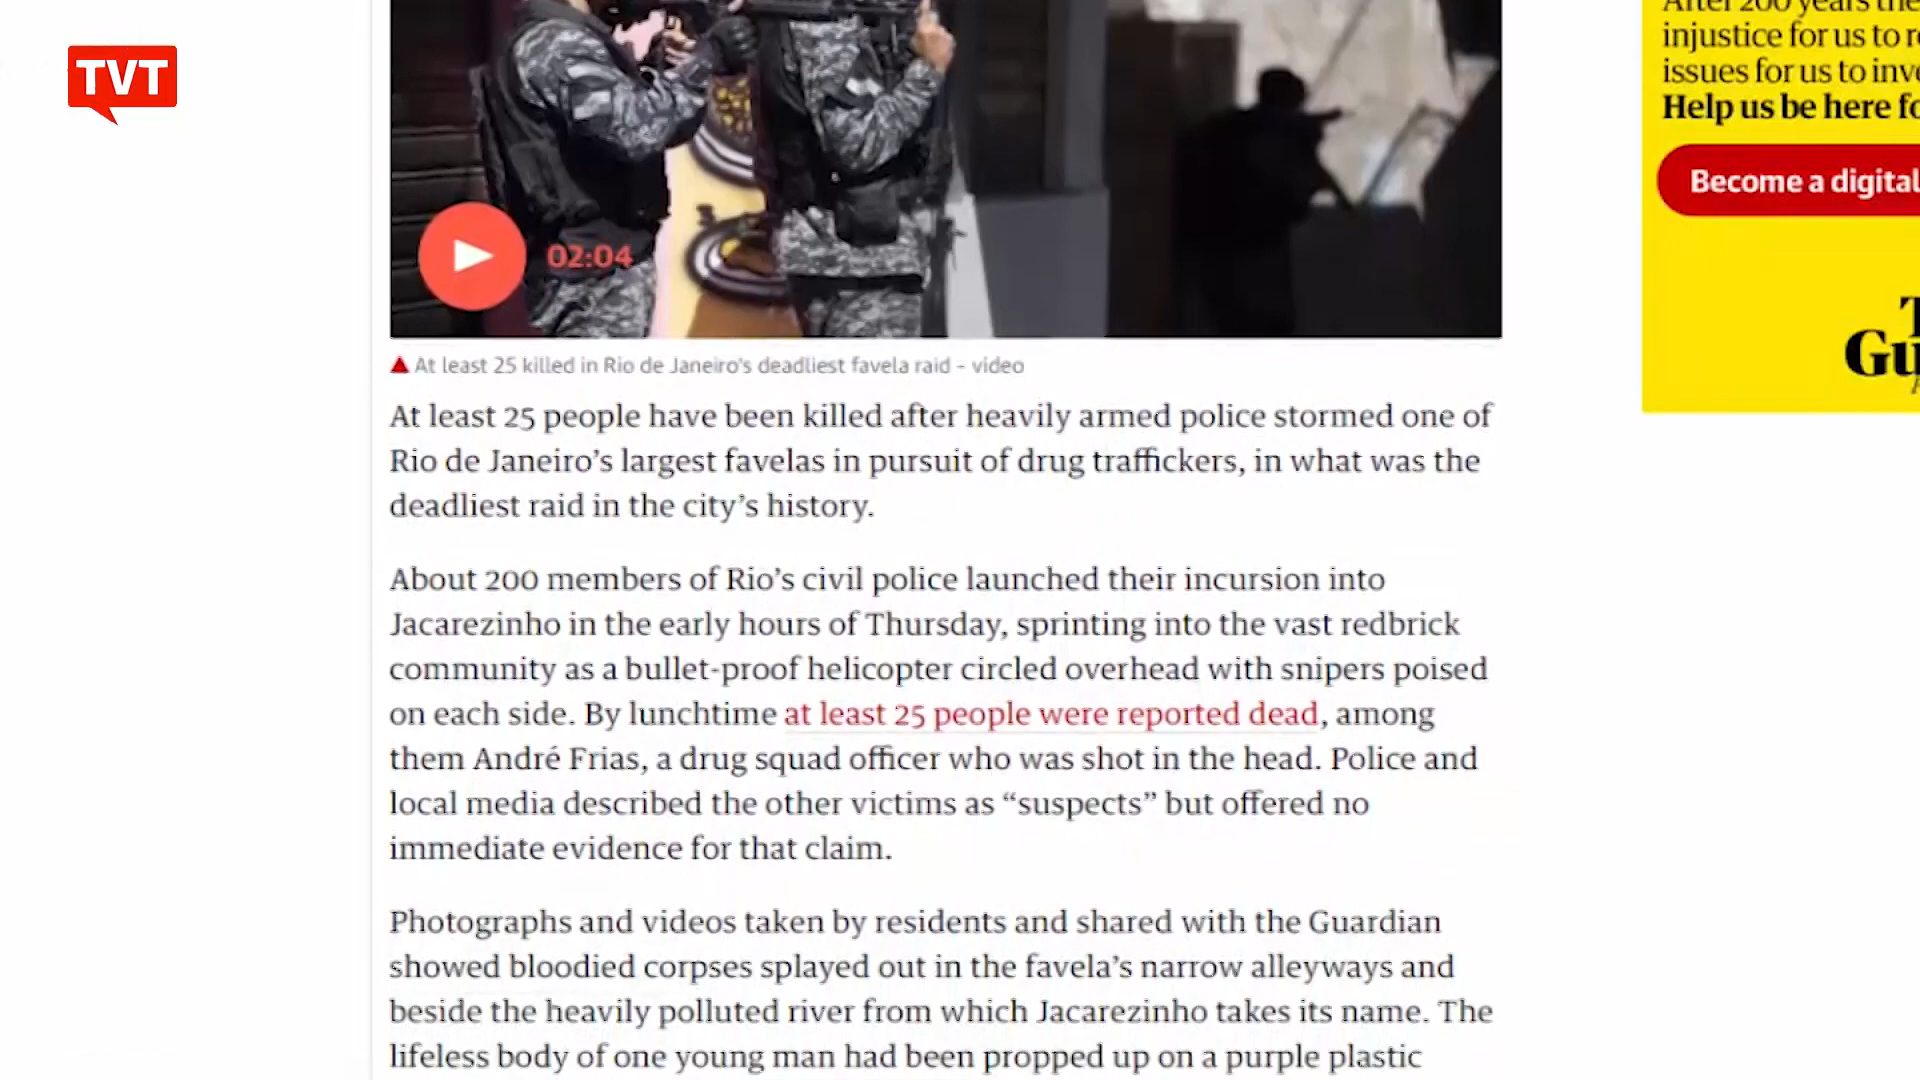 TVT
After 200 years the
injustice for us to
issues for us to
Help us be here
Become a digital
02:04
At least 25 killed in Rio de Janeiro's deadliest favela raid - video
At least 25 people have been killed after heavily armed police stormed one of
Rio de Janeiro's largest favelas in pursuit of drug traffickers, in what was the
deadliest raid in the city's history.
About 200 members of Rio's civil police launched their incursion into
Jacarezinho in the early hours of Thursday, sprinting into the vast redbrick
community as a bullet-proof helicopter circled overhead with snipers poised
on each side. By lunchtime at least 25 people were reported dead, among
them André Frias, a drug squad officer who was shot in the head. Police and
local media described the other victims as “suspects” but offered no
immediate evidence for that claim.
Photographs and videos taken by residents and shared with the Guardian
showed bloodied corpses splayed out in the favela's narrow alleyways and
beside the heavily polluted river from which Jacarezinho takes its name. The
lifeless body of one young man had been propped up on a purple plastic